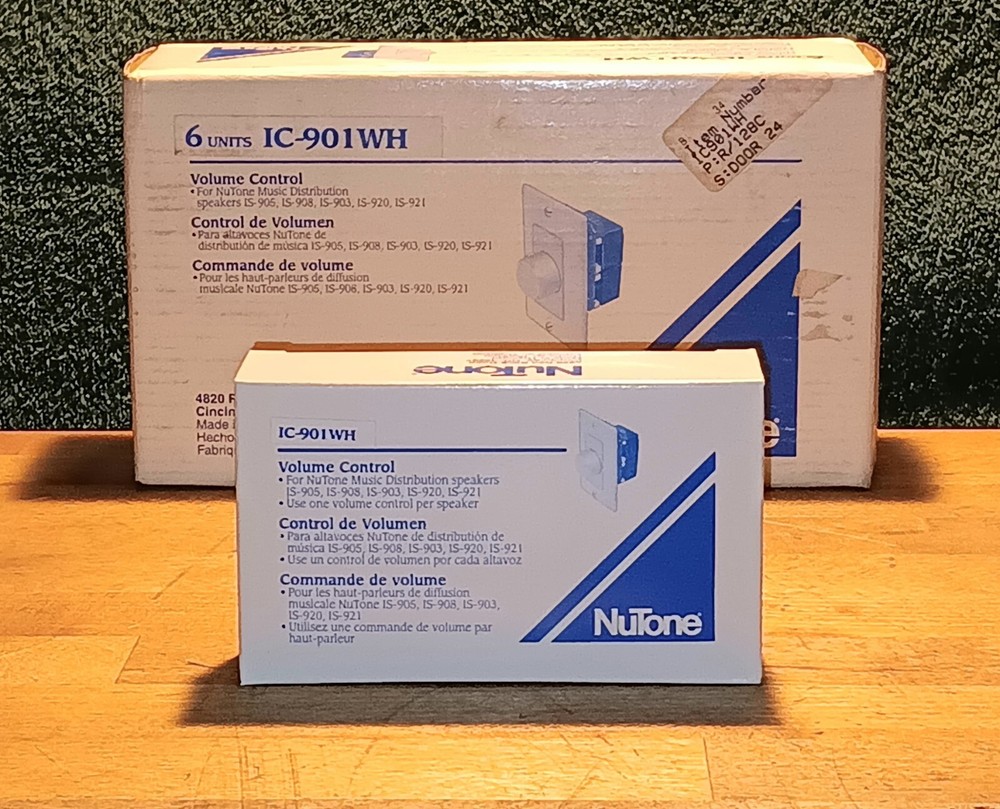 6 UNITS IC-901WH
Volume Control
• For NuTone Music Distribution
speakers IS-905, IS-908, IS-903, IS-920, IS-921
Control de Volumen
• Para altavoces NuTone de
distribución de música IS-905, IS-908, IS-903, IS-920, IS-921
Commande de volume
• Pour les haut-parleurs de diffusion
musicale NuTone IS-905, IS-908, IS-903, IS-920, IS-921
34
Item Number
IC901WH
P:R/128C
S:DOOR 24
4820 R
Cincin
Made
Hecho
Fabriq
e
NuTone
IC-901WH
Volume Control
• For NuTone Music Distribution speakers
IS-905, IS-908, IS-903, IS-920, IS-921
• Use one volume control per speaker
Control de Volumen
• Para altavoces NuTone de distribución de
música IS-905, IS-908, IS-903, IS-920, IS-921
• Use un control de volumen por cada altavoz
Commande de volume
• Pour les haut-parleurs de diffusion
musicale NuTone IS-905, IS-908, IS-903,
IS-920, IS-921
• Utilisez une commande de volume par
haut-parleur
NuTone®